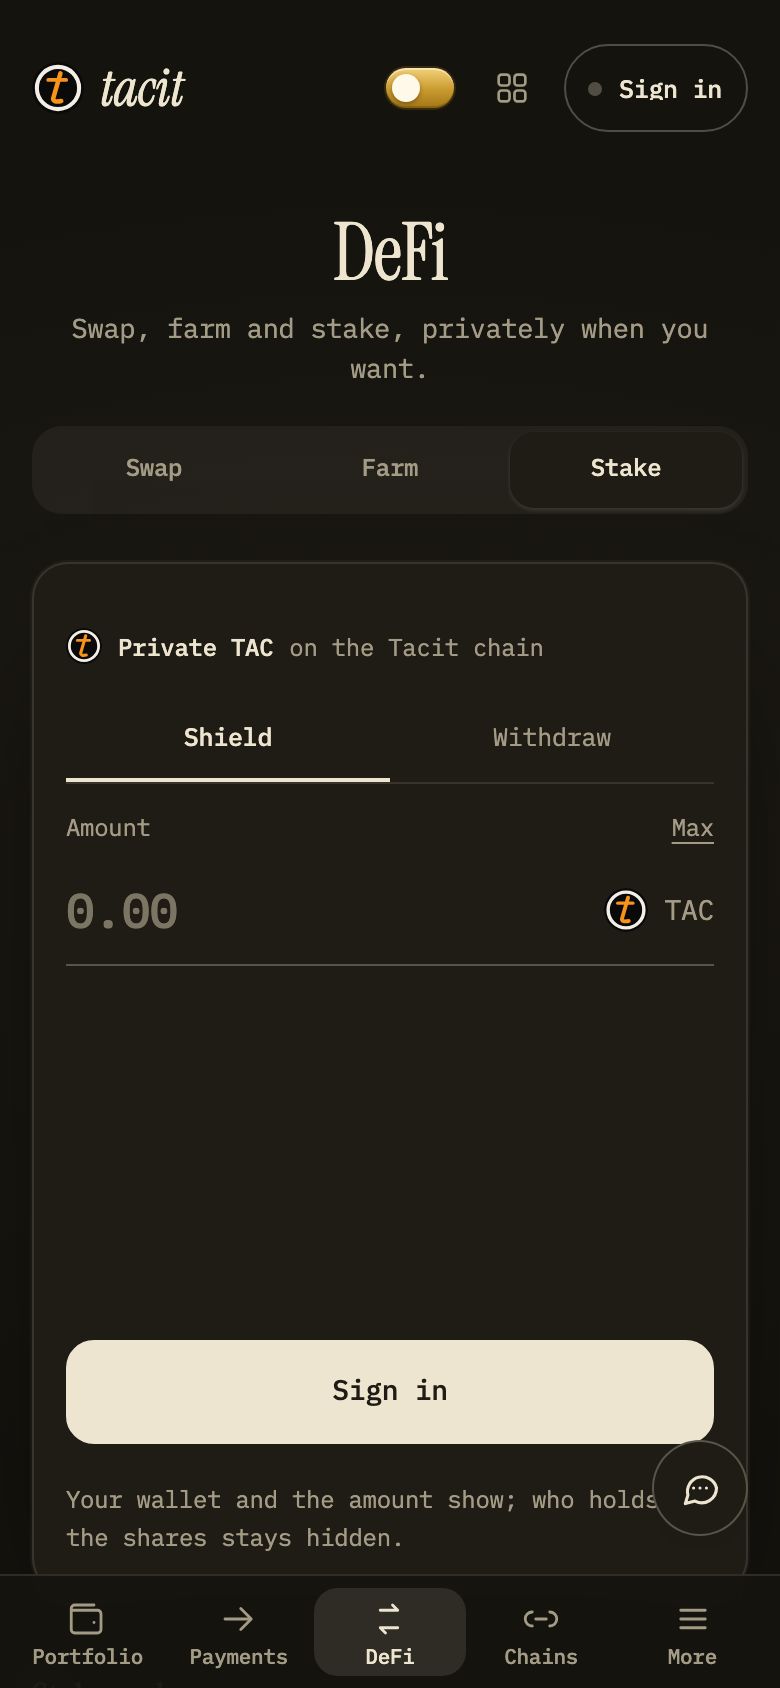 tacit
Sign in
DeFi
Swap, farm and stake, privately when you
want.
Swap Farm Stake
Private TAC on the Tacit chain
Shield Withdraw
Amount Max
0.00 TAC
Sign in
Your wallet and the amount show; who holds
the shares stays hidden.
Portfolio Payments DeFi Chains More